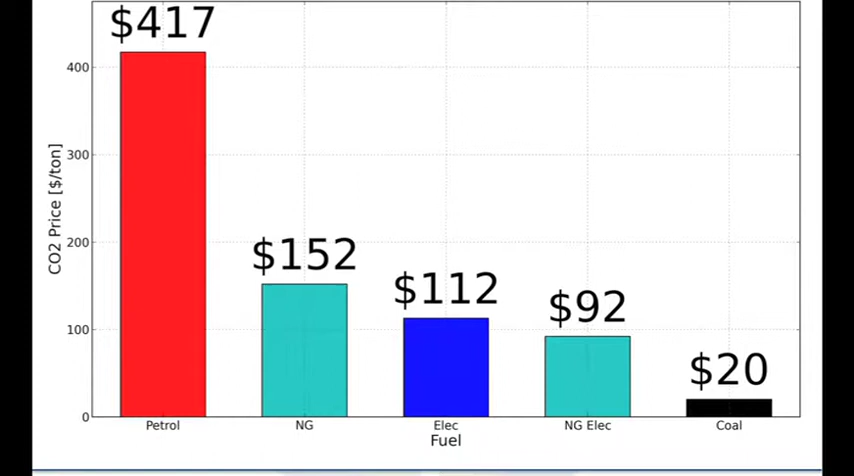 $417
$152
$112
$92
$20
400
300
200
100
0
CO2 Price [$/ton]
Petrol
NG
Elec
NG Elec
Coal
Fuel